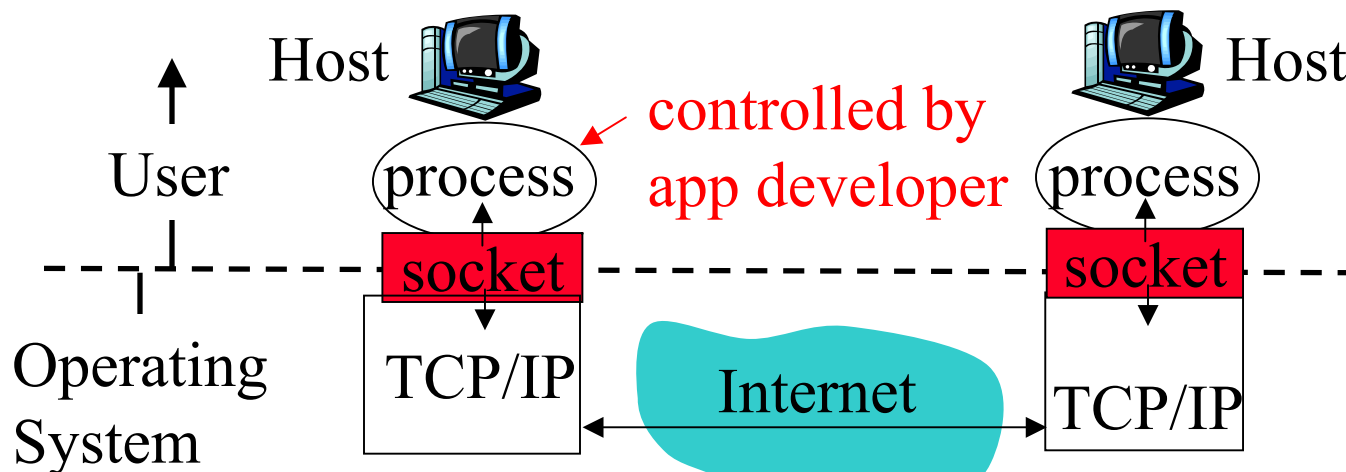 Host
Host
controlled by
app developer
User
process
process
socket
socket
Operating
System
TCP/IP
Internet
TCP/IP